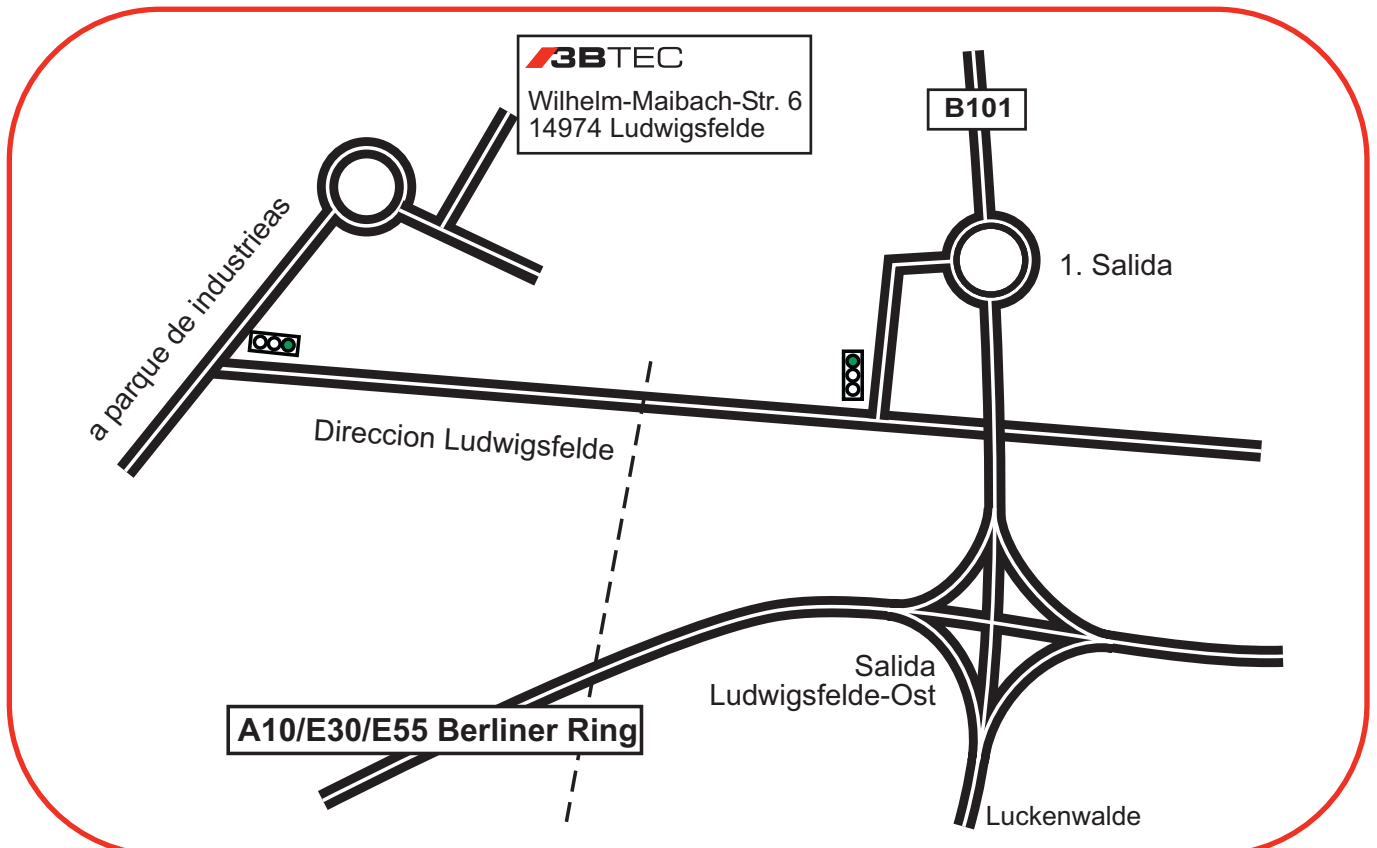 3BTEC
Wilhelm-Maibach-Str. 6
14974 Ludwigsfelde
B101
1. Salida
a parque de industrieas
Direccion Ludwigsfelde
Salida
Ludwigsfelde-Ost
A10/E30/E55 Berliner Ring
Luckenwalde